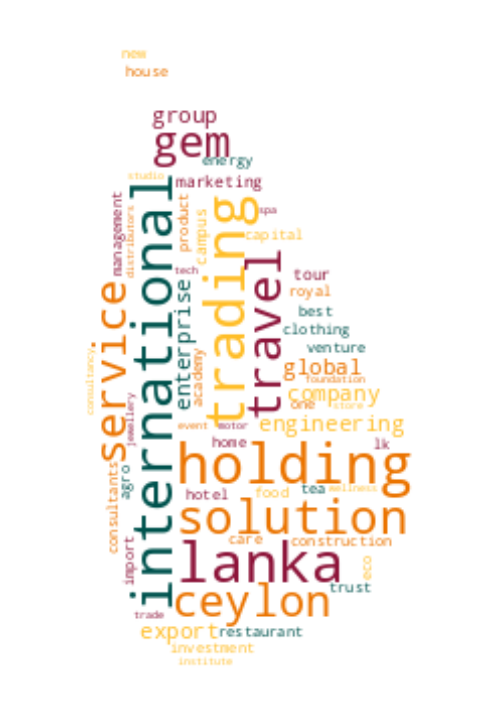 new
house
group
gem
energy
studio
marketing
management
distributors
international
product
campus
trading
spa
capital
tech
travel
tour
royal
service
enterprise
best
clothing
venture
consultancy
academy
global
foundation
company
jewellery
one
store
event
motor
engineering
home
lk
holding
consultants
agro
hotel
food
tea
wellness
solution
care
construction
import
lanka
eco
trust
ceylon
trade
export
restaurant
investment
institute